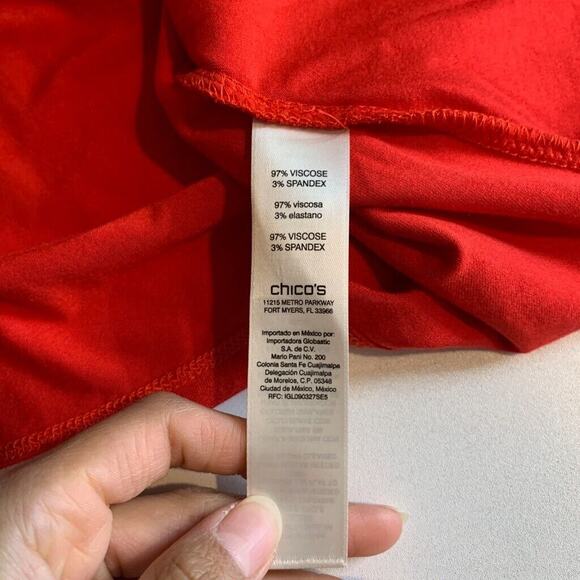 97% VISCOSE
3% SPANDEX
97% viscosa
3% elastano
97% VISCOSE
3% SPANDEX
chico's
11215 METRO PARKWAY
FORT MYERS, FL 33966
Importado en México por:
Importadora Globastic
S.A. de C.V.
Mario Pani No. 200
Colonia Santa Fe Cuajimalpa
Delegación Cuajimalpa
de Morelos, C.P. 05348
Ciudad de México, México
RFC: IGL090327SE5